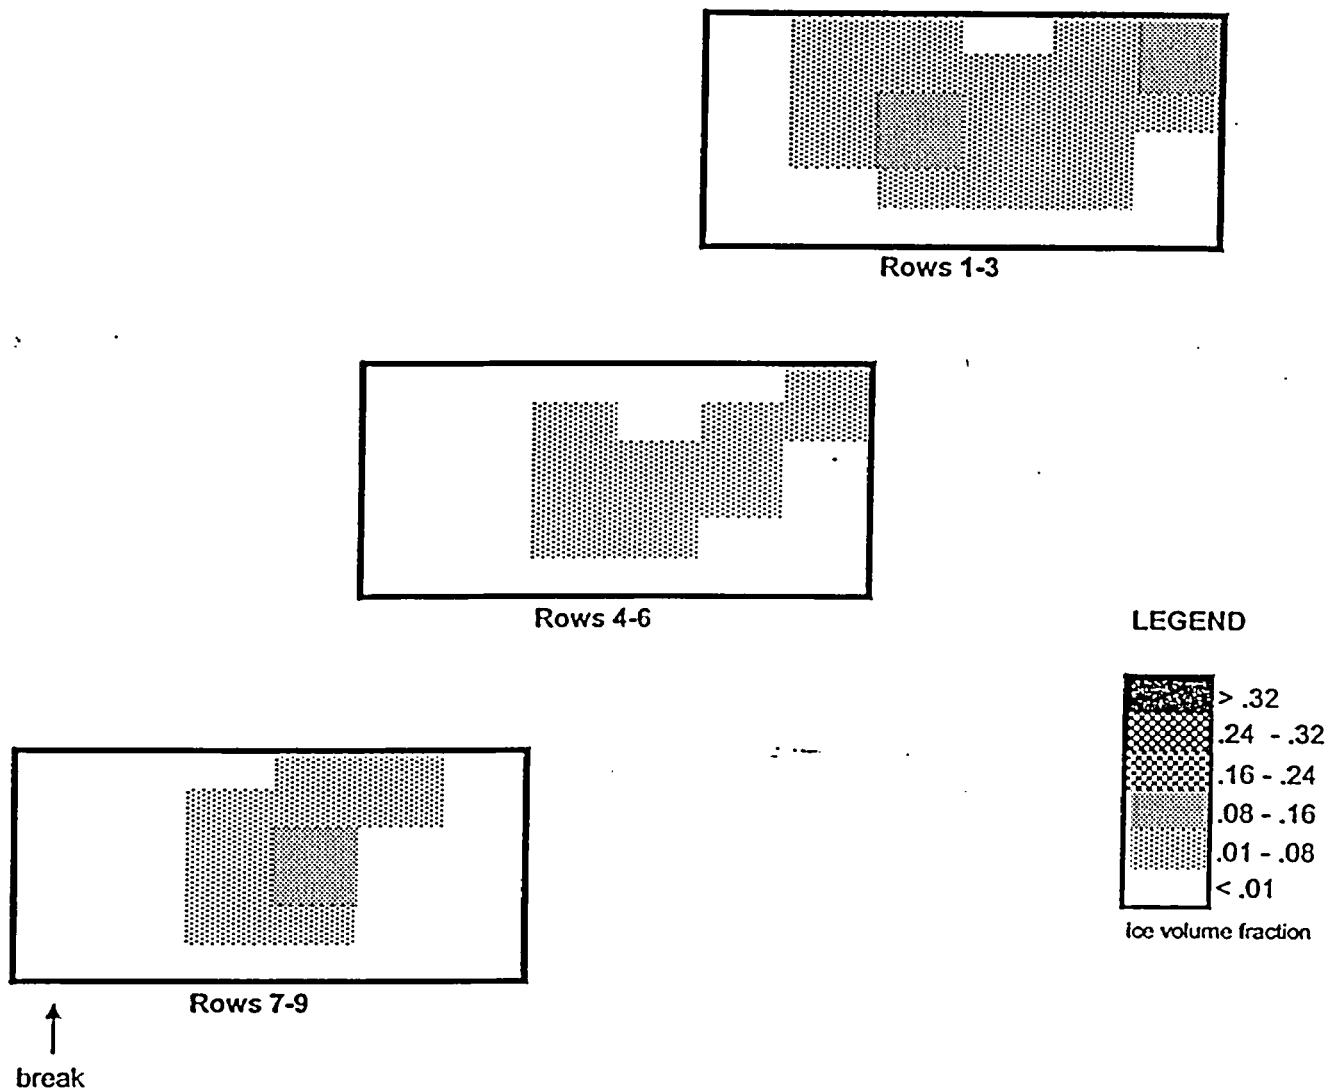 Rows 1-3
Rows 4-6
LEGEND
> .32
.24 - .32
.16 - .24
.08 - .16
.01 - .08
< .01
ice volume fraction
Rows 7-9
break